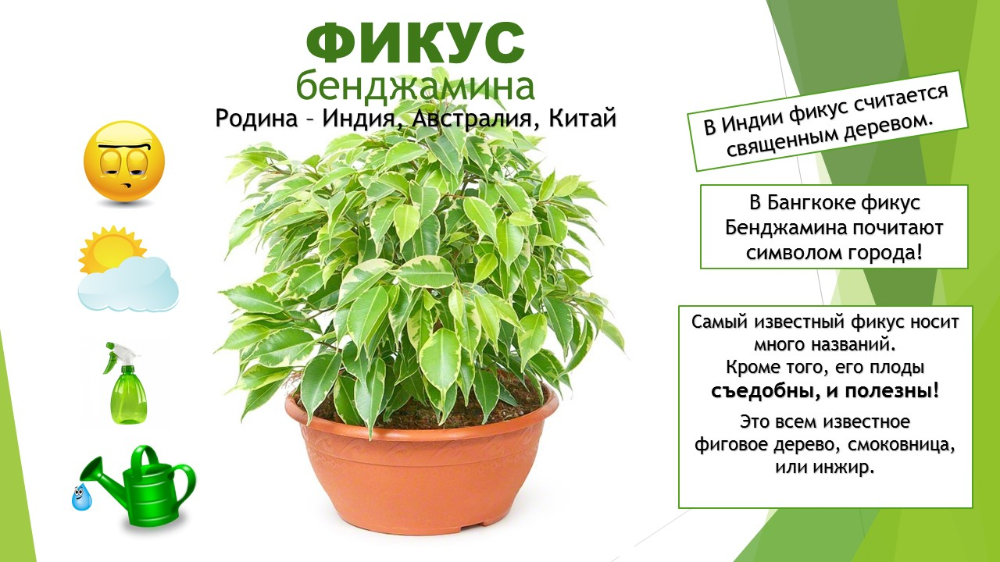 ФИКУС
бенджамина
Родина – Индия, Австралия, Китай
В Индии фикус считается
священным деревом.
В Бангкоке фикус
Бенджамина почитают
символом города!
Самый известный фикус носит
много названий.
Кроме того, его плоды
съедобны, и полезны!
Это всем известное
фиговое дерево, смоковница,
или инжир.